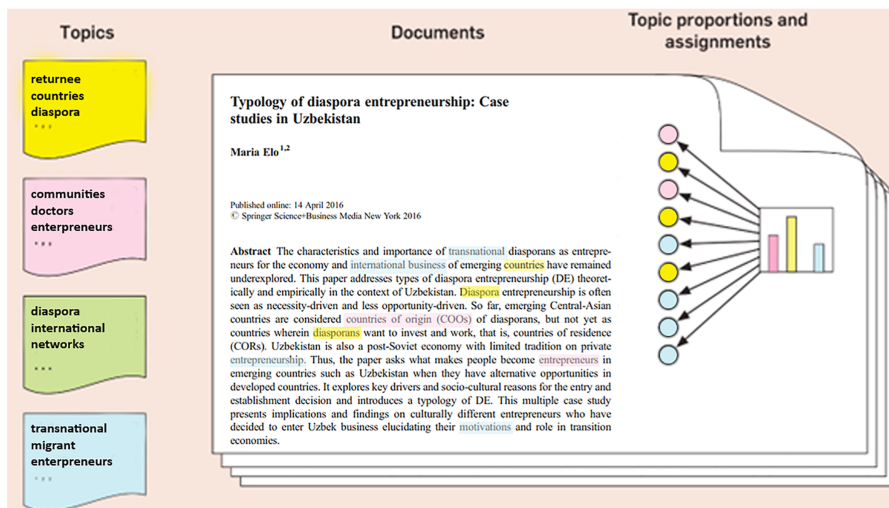 Topics
Documents
Topic proportions and
assignments
returnee
countries
diaspora
...
communities
doctors
enterpreneurs
...
diaspora
international
networks
...
transnational
migrant
enterpreneurs
...
Typology of diaspora entrepreneurship: Case
studies in Uzbekistan
Maria Elo1,2
Published online: 14 April 2016
© Springer Science+Business Media New York 2016
Abstract The characteristics and importance of transnational diasporans as entrepre-
neurs for the economy and international business of emerging countries have remained
underexplored. This paper addresses types of diaspora entrepreneurship (DE) theoret-
ically and empirically in the context of Uzbekistan. Diaspora entrepreneurship is often
seen as necessity-driven and less opportunity-driven. So far, emerging Central-Asian
countries are considered countries of origin (COOs) of diasporans, but not yet as
countries wherein diasporans want to invest and work, that is, countries of residence
(CORs). Uzbekistan is also a post-Soviet economy with limited tradition on private
entrepreneurship. Thus, the paper asks what makes people become entrepreneurs in
emerging countries such as Uzbekistan when they have alternative opportunities in
developed countries. It explores key drivers and socio-cultural reasons for the entry and
establishment decision and introduces a typology of DE. This multiple case study
presents implications and findings on culturally different entrepreneurs who have
decided to enter Uzbek business elucidating their motivations and role in transition
economies.